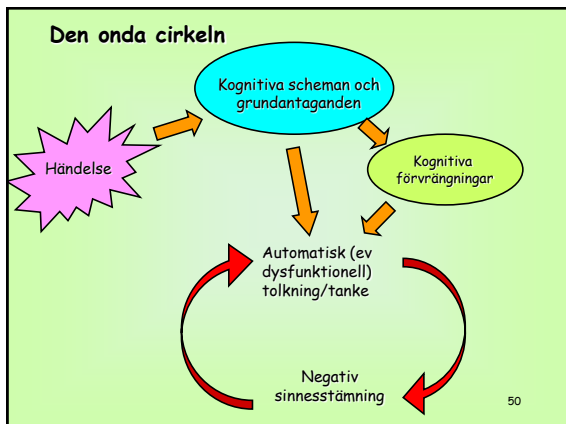 Den onda cirkeln
Kognitiva scheman och
grundantaganden
Händelse
Kognitiva
förvrängningar
Automatisk (ev
dysfunktionell)
tolkning/tanke
Negativ
sinnesstämning
50